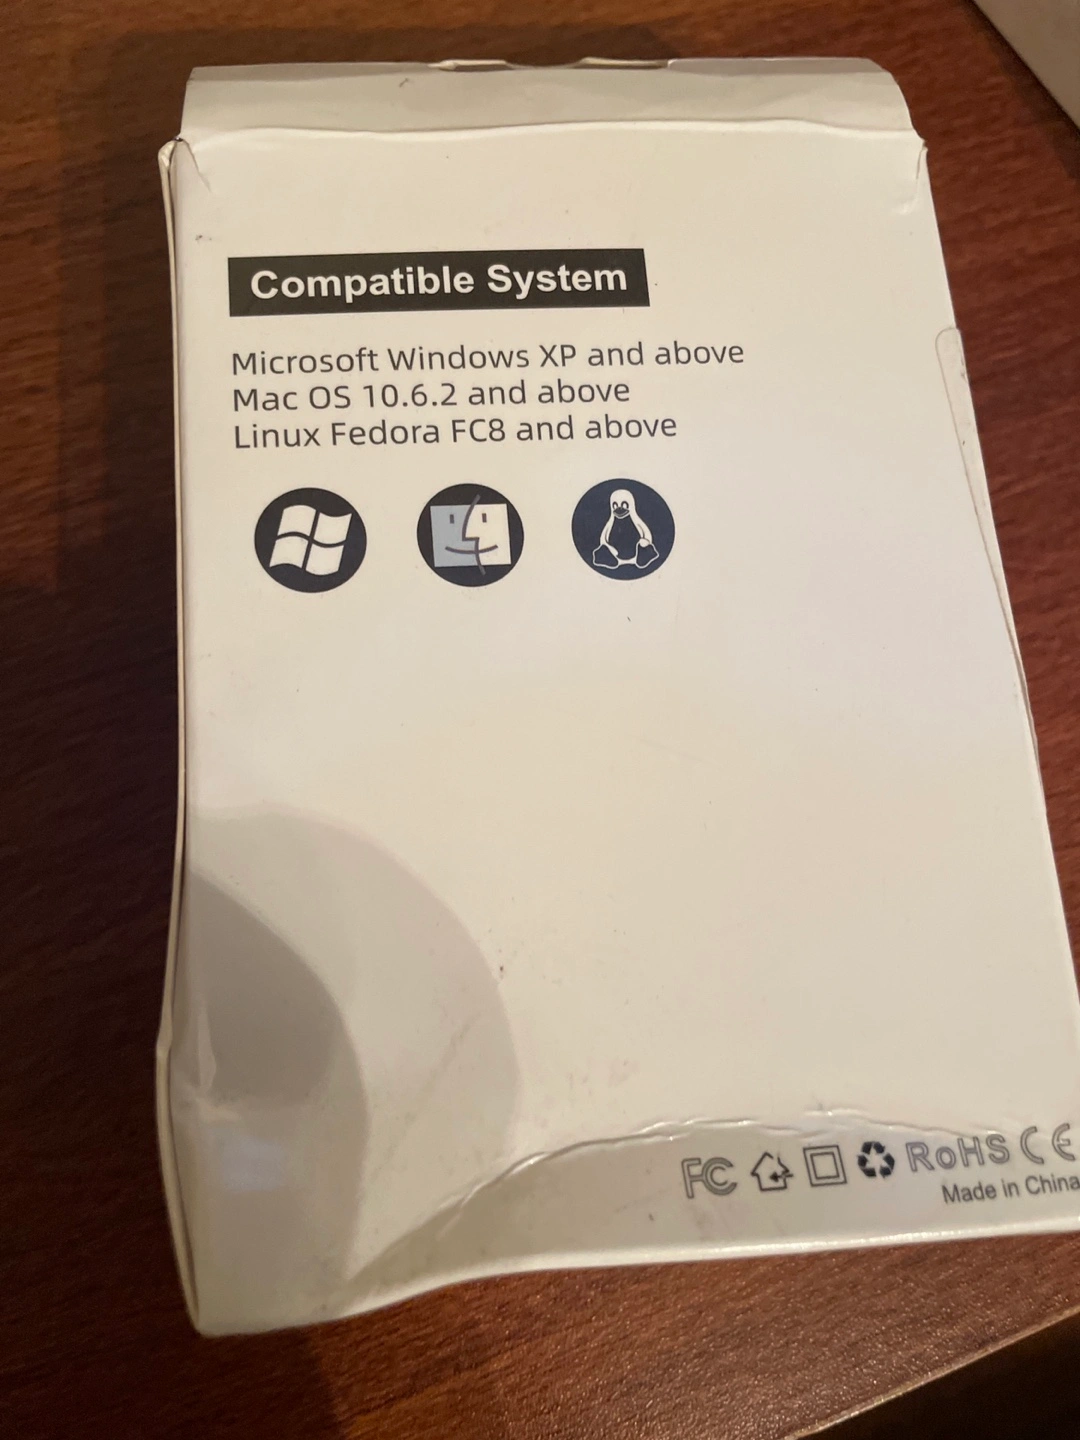 Compatible System
Microsoft Windows XP and above
Mac OS 10.6.2 and above
Linux Fedora FC8 and above
FC RoHS CE
Made in China